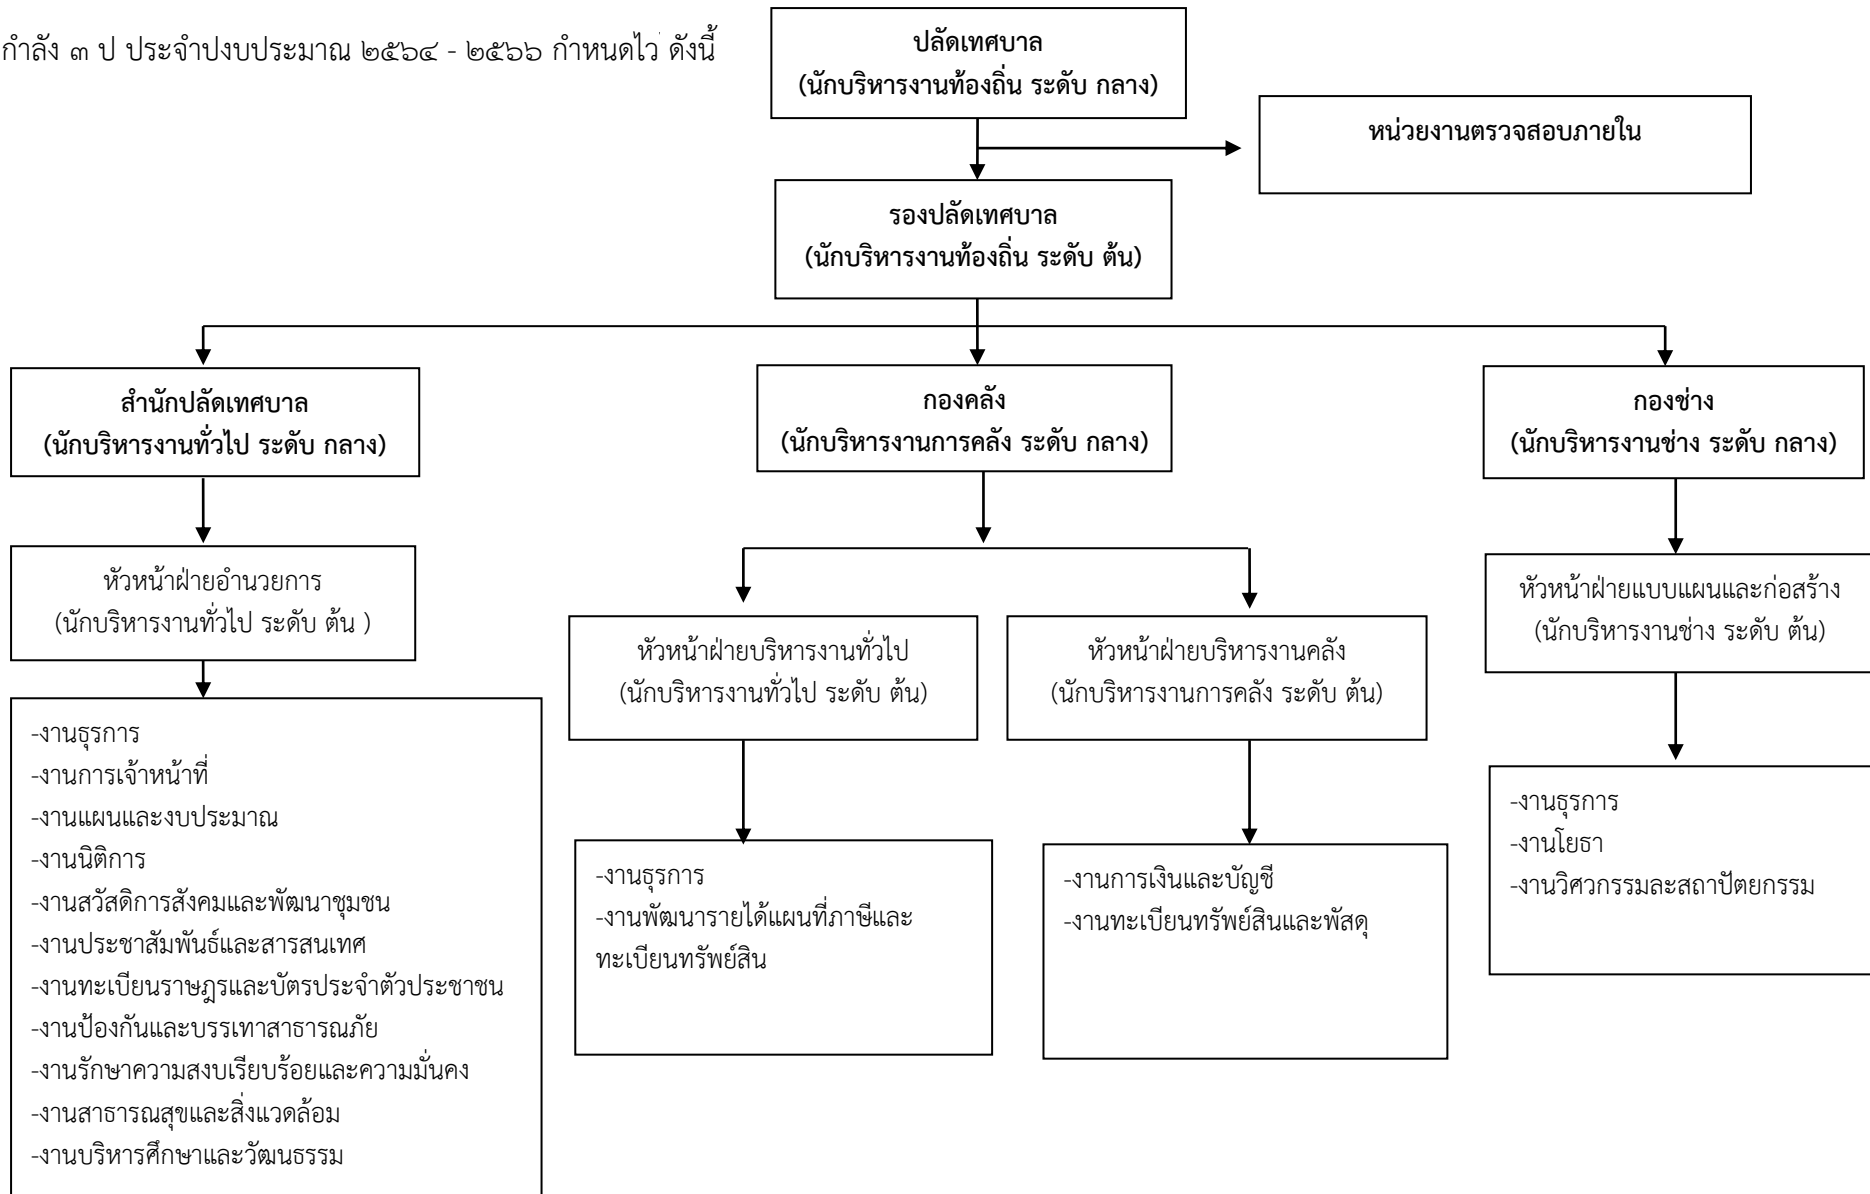 กำลัง ๓ ป ประจำปงบประมาณ ๒๕๖๔ - ๒๕๖๖ กำหนดไว ดังนี้
ปลัดเทศบาล
(นักบริหารงานท้องถิ่น ระดับ กลาง)
หน่วยงานตรวจสอบภายใน
รองปลัดเทศบาล
(นักบริหารงานท้องถิ่น ระดับ ต้น)
สำนักปลัดเทศบาล
(นักบริหารงานทั่วไป ระดับ กลาง)
กองคลัง
(นักบริหารงานการคลัง ระดับ กลาง)
กองช่าง
(นักบริหารงานช่าง ระดับ กลาง)
หัวหน้าฝ่ายอำนวยการ
(นักบริหารงานทั่วไป ระดับ ต้น )
หัวหน้าฝ่ายบริหารงานทั่วไป
(นักบริหารงานทั่วไป ระดับ ต้น)
หัวหน้าฝ่ายบริหารงานคลัง
(นักบริหารงานการคลัง ระดับ ต้น)
หัวหน้าฝ่ายแบบแผนและก่อสร้าง
(นักบริหารงานช่าง ระดับ ต้น)
-งานธุรการ
-งานการเจ้าหน้าที่
-งานแผนและงบประมาณ
-งานนิติการ
-งานสวัสดิการสังคมและพัฒนาชุมชน
-งานประชาสัมพันธ์และสารสนเทศ
-งานทะเบียนราษฎรและบัตรประจำตัวประชาชน
-งานป้องกันและบรรเทาสาธารณภัย
-งานรักษาความสงบเรียบร้อยและความมั่นคง
-งานสาธารณสุขและสิ่งแวดล้อม
-งานบริหารศึกษาและวัฒนธรรม
-งานธุรการ
-งานพัฒนารายได้แผนที่ภาษีและ
ทะเบียนทรัพย์สิน
-งานการเงินและบัญชี
-งานทะเบียนทรัพย์สินและพัสดุ
-งานธุรการ
-งานโยธา
-งานวิศวกรรมละสถาปัตยกรรม